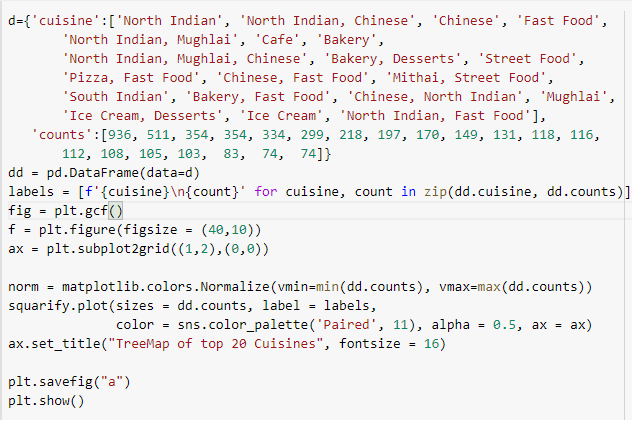 d={'cuisine':['North Indian', 'North Indian, Chinese', 'Chinese', 'Fast Food',
'North Indian, Mughlai', 'Cafe', 'Bakery',
'North Indian, Mughlai, Chinese', 'Bakery, Desserts', 'Street Food',
'Pizza, Fast Food', 'Chinese, Fast Food', 'Mithai, Street Food',
'South Indian', 'Bakery, Fast Food', 'Chinese, North Indian', 'Mughlai',
'Ice Cream, Desserts', 'Ice Cream', 'North Indian, Fast Food'],
'counts':[936, 511, 354, 354, 334, 299, 218, 197, 170, 149, 131, 118, 116,
112, 108, 105, 103, 83, 74, 74]}
dd = pd.DataFrame(data=d)
labels = [f'{cuisine}\n{count}' for cuisine, count in zip(dd.cuisine, dd.counts)]
fig = plt.gcf()
f = plt.figure(figsize = (40,10))
ax = plt.subplot2grid((1,2),(0,0))
norm = matplotlib.colors.Normalize(vmin=min(dd.counts), vmax=max(dd.counts))
squarify.plot(sizes = dd.counts, label = labels,
color = sns.color_palette('Paired', 11), alpha = 0.5, ax = ax)
ax.set_title("TreeMap of top 20 Cuisines", fontsize = 16)
plt.savefig("a")
plt.show()